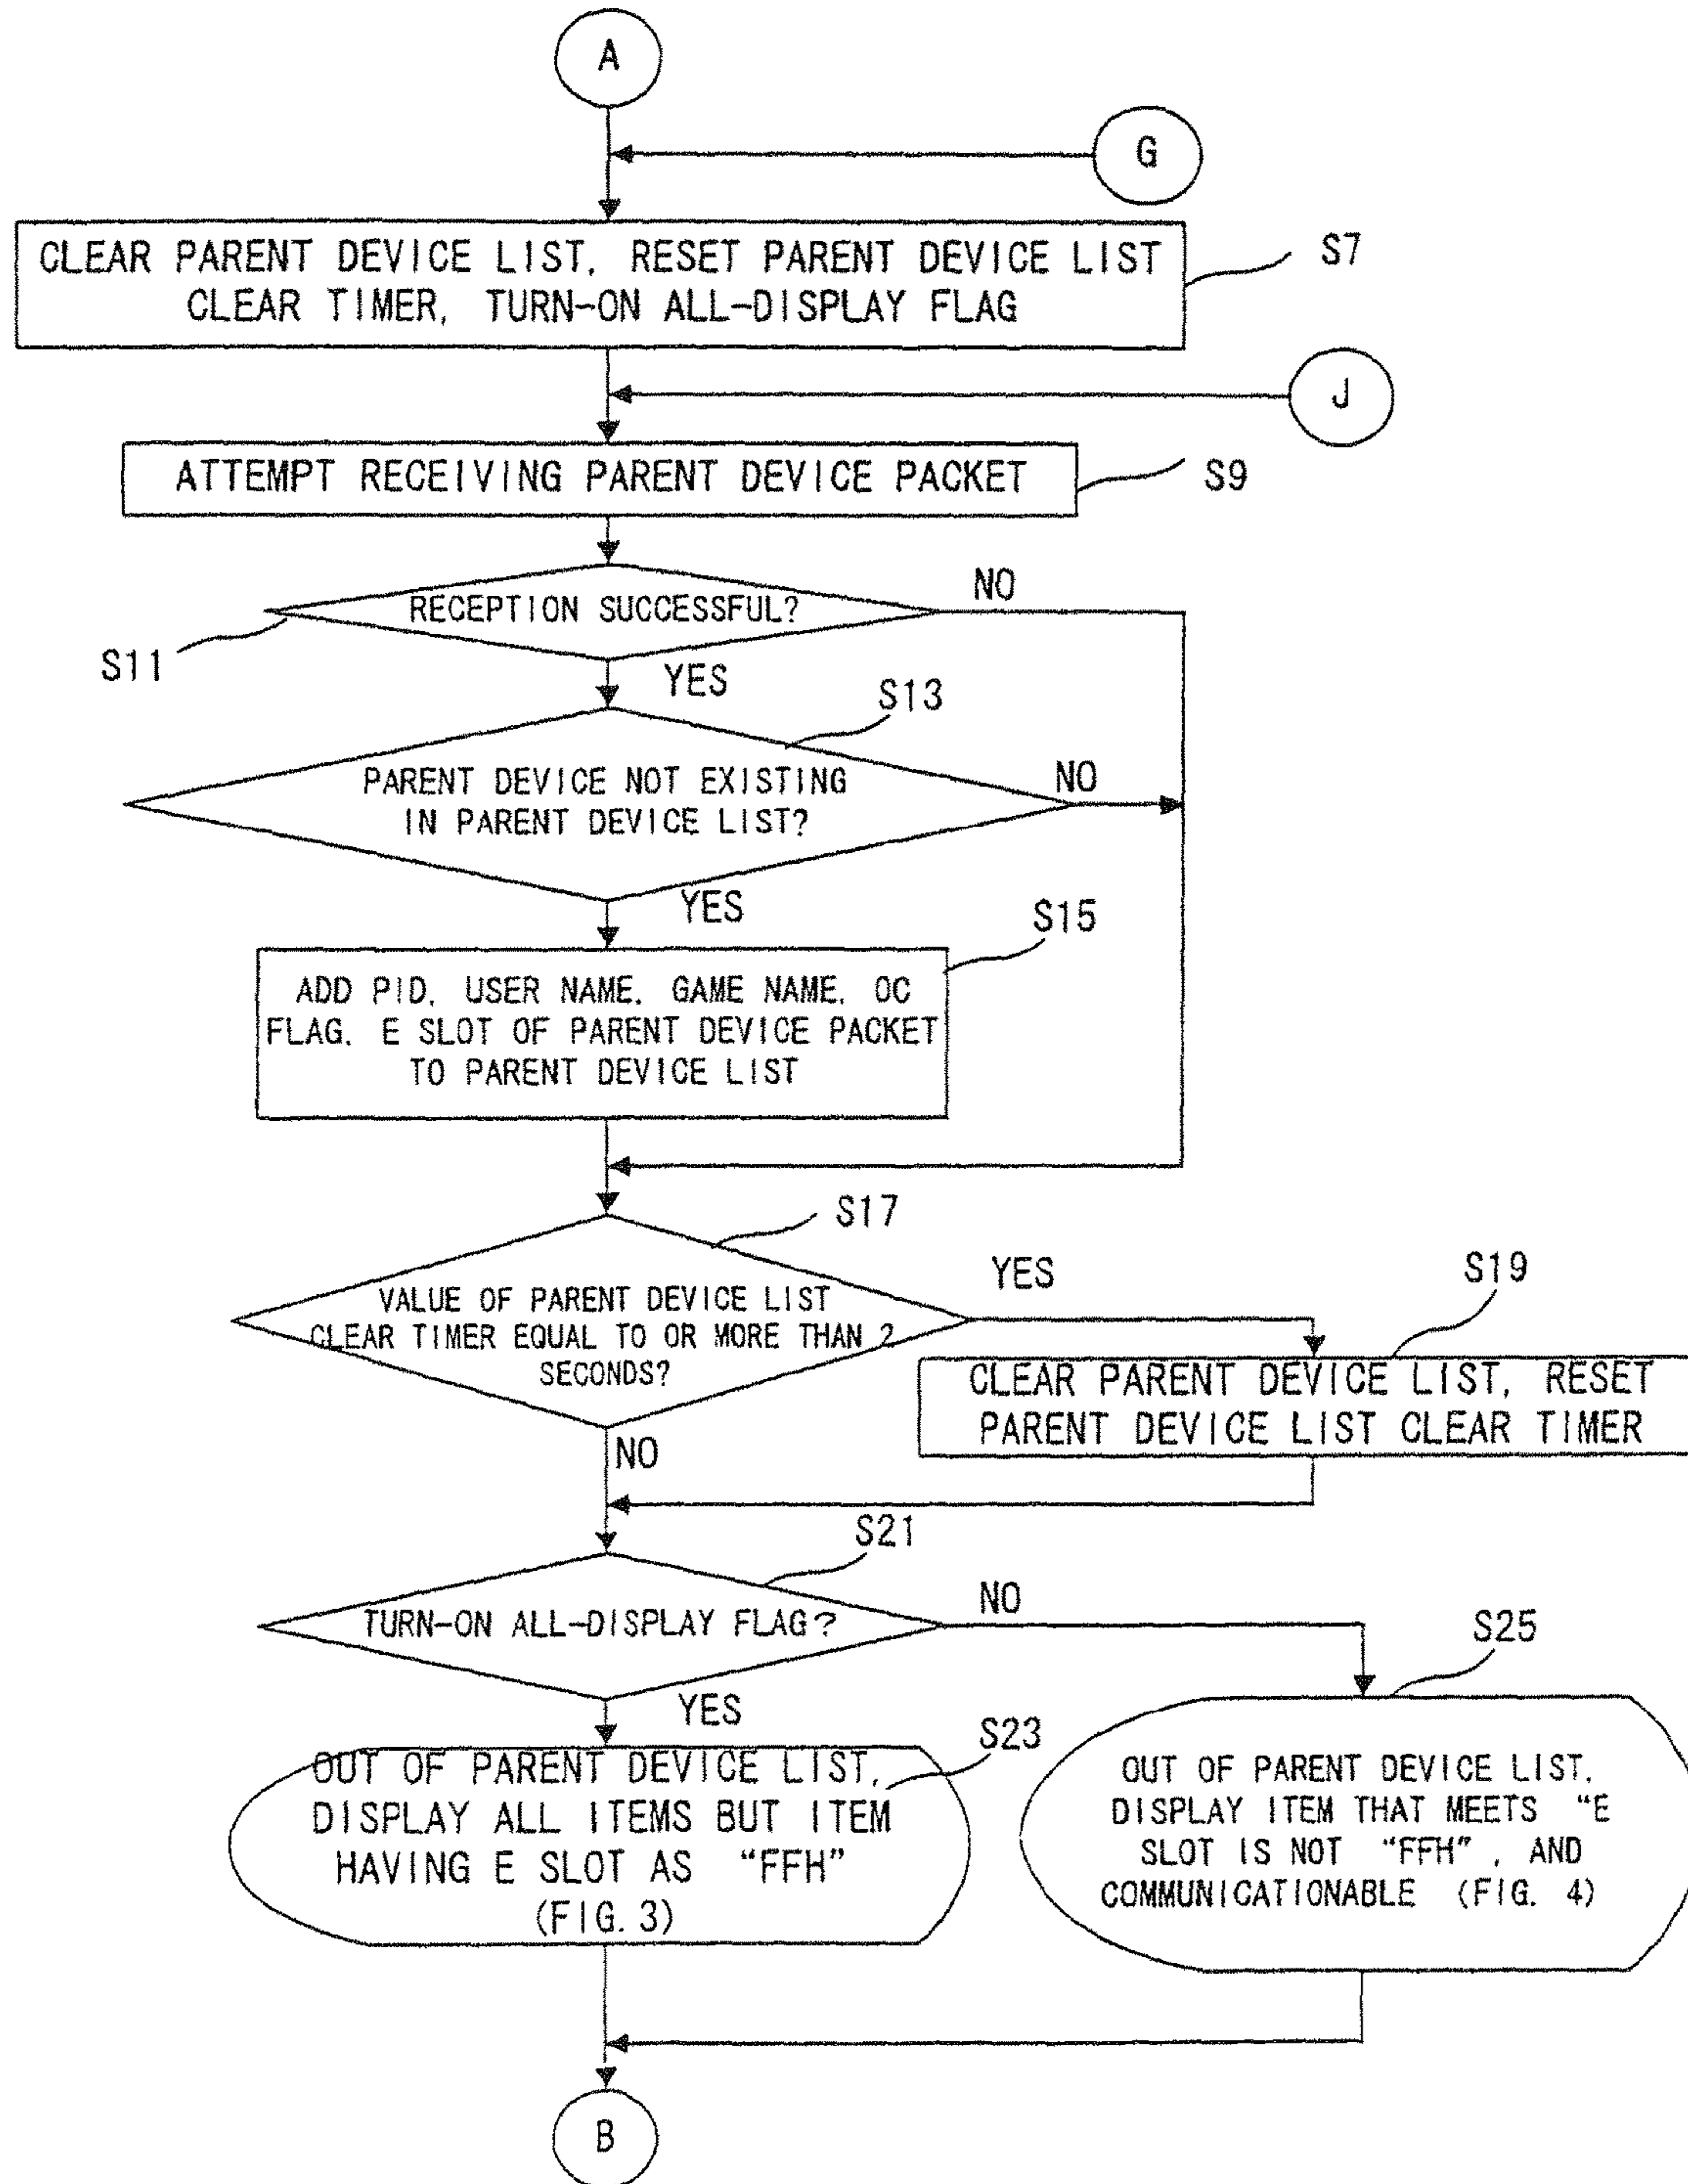 A
G
CLEAR PARENT DEVICE LIST, RESET PARENT DEVICE LIST
CLEAR TIMER, TURN-ON ALL-DISPLAY FLAG
S7
J
ATTEMPT RECEIVING PARENT DEVICE PACKET
S9
RECEPTION SUCCESSFUL?
NO
S11
YES
S13
PARENT DEVICE NOT EXISTING
IN PARENT DEVICE LIST?
NO
YES
S15
ADD PID, USER NAME, GAME NAME, OC
FLAG, E SLOT OF PARENT DEVICE PACKET
TO PARENT DEVICE LIST
S17
VALUE OF PARENT DEVICE LIST
CLEAR TIMER EQUAL TO OR MORE THAN 2
SECONDS?
YES
S19
CLEAR PARENT DEVICE LIST, RESET
PARENT DEVICE LIST CLEAR TIMER
NO
S21
TURN-ON ALL-DISPLAY FLAG?
NO
S25
YES
S23
OUT OF PARENT DEVICE LIST,
DISPLAY ALL ITEMS BUT ITEM
HAVING E SLOT AS “FFH”
(FIG. 3)
OUT OF PARENT DEVICE LIST,
DISPLAY ITEM THAT MEETS “E
SLOT IS NOT “FFH”, AND
COMMUNICATIONABLE (FIG. 4)
B